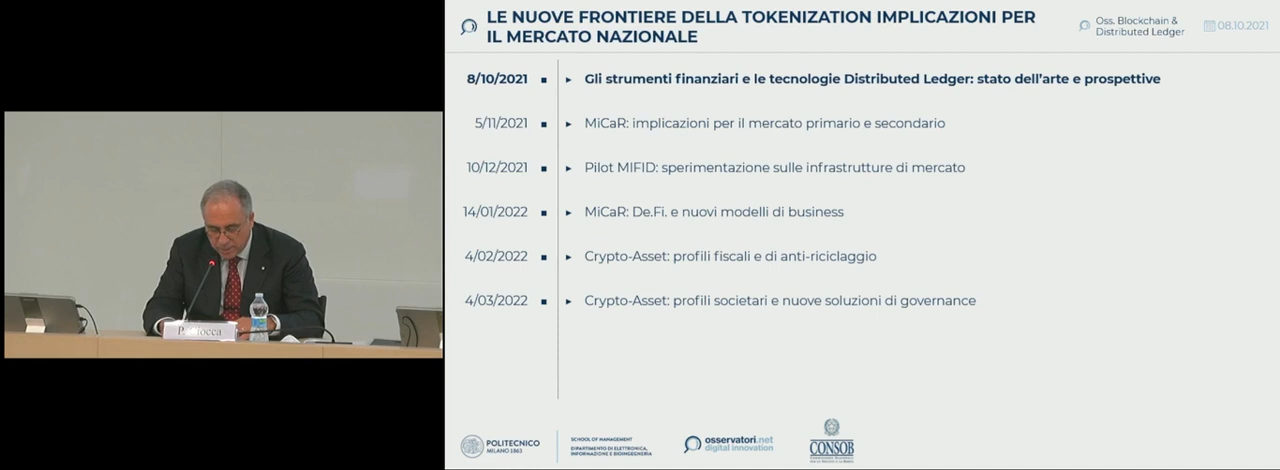 LE NUOVE FRONTIERE DELLA TOKENIZATION IMPLICAZIONI PER
IL MERCATO NAZIONALE
Oss. Blockchain &
Distributed Ledger
08.10.2021
8/10/2021 Gli strumenti finanziari e le tecnologie Distributed Ledger: stato dell'arte e prospettive
5/11/2021 MiCaR: implicazioni per il mercato primario e secondario
10/12/2021 Pilot MIFID: sperimentazione sulle infrastrutture di mercato
14/01/2022 MiCaR: De.Fi. e nuovi modelli di business
4/02/2022 Crypto-Asset: profili fiscali e di anti-riciclaggio
4/03/2022 Crypto-Asset: profili societari e nuove soluzioni di governance
POLITECNICO
MILANO 1863
SCHOOL OF MANAGEMENT
DIPARTIMENTO DI ELETTRONICA,
INFORMAZIONE E BIOINGEGNERIA
osservatori.net
digital innovation
CONSOB